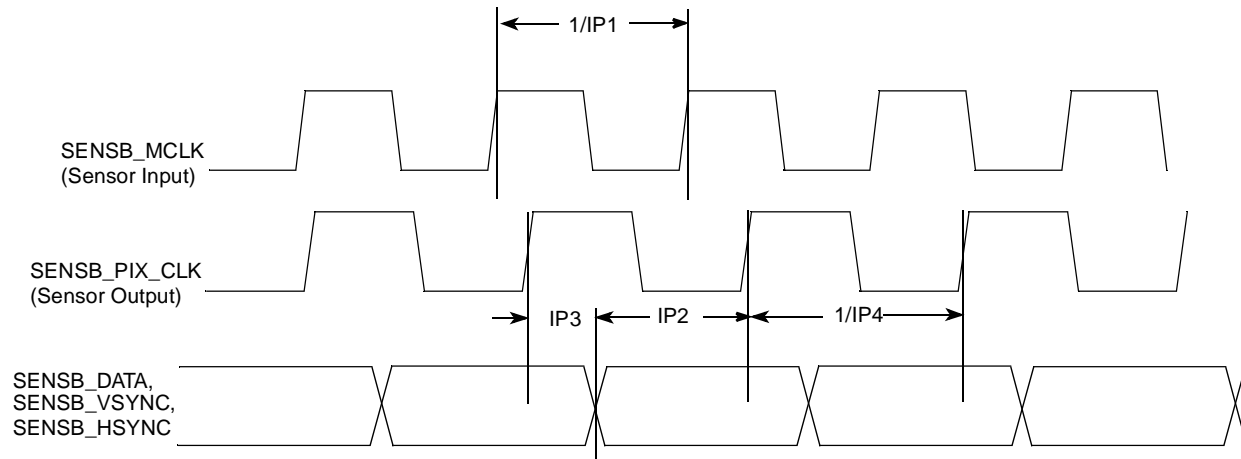 1/IP1
SENSB_MCLK
(Sensor Input)
SENSB_PIX_CLK
(Sensor Output)
IP3
IP2
1/IP4
SENSB_DATA,
SENSB_VSYNC,
SENSB_HSYNC